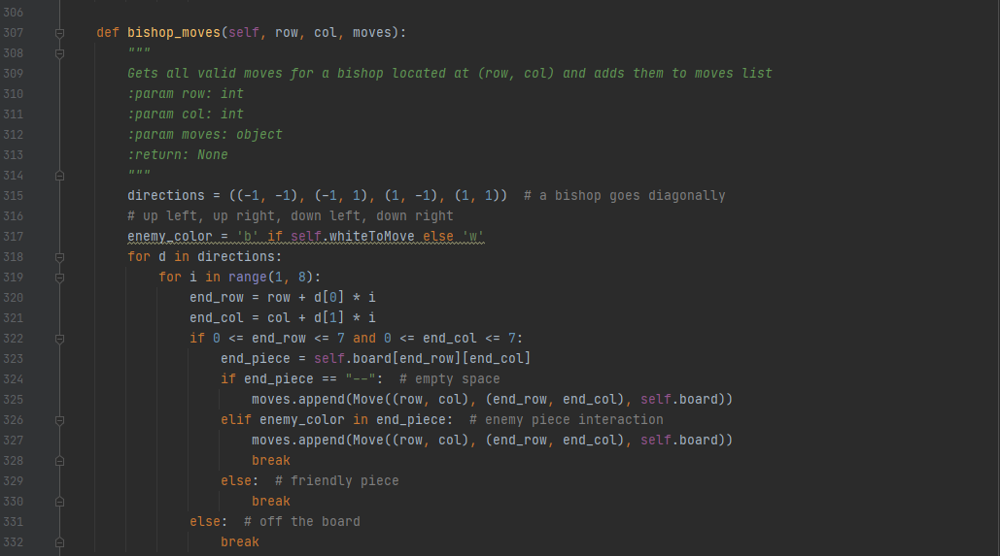 306
307 def bishop_moves(self, row, col, moves):
308 """
309 Gets all valid moves for a bishop located at (row, col) and adds them to moves list
310 :param row: int
311 :param col: int
312 :param moves: object
313 :return: None
314 """
315 directions = ((-1, -1), (-1, 1), (1, -1), (1, 1))  # a bishop goes diagonally
316 # up left, up right, down left, down right
317 enemy_color = 'b' if self.whiteToMove else 'w'
318 for d in directions:
319 for i in range(1, 8):
320 end_row = row + d[0] * i
321 end_col = col + d[1] * i
322 if 0 <= end_row <= 7 and 0 <= end_col <= 7:
323 end_piece = self.board[end_row][end_col]
324 if end_piece == "--":  # empty space
325 moves.append(Move((row, col), (end_row, end_col), self.board))
326 elif enemy_color in end_piece:  # enemy piece interaction
327 moves.append(Move((row, col), (end_row, end_col), self.board))
328 break
329 else:  # friendly piece
330 break
331 else:  # off the board
332 break